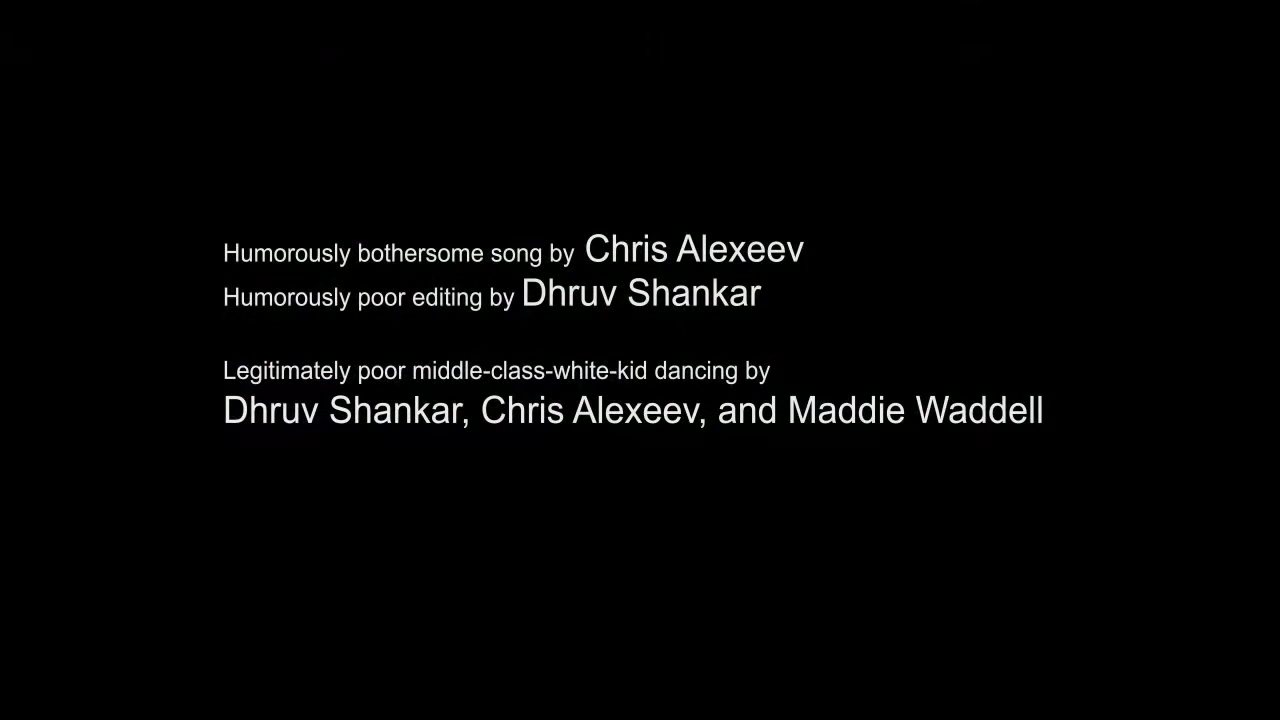 Humorously bothersome song by Chris Alexeev
Humorously poor editing by Dhruv Shankar
Legitimately poor middle-class-white-kid dancing by
Dhruv Shankar, Chris Alexeev, and Maddie Waddell